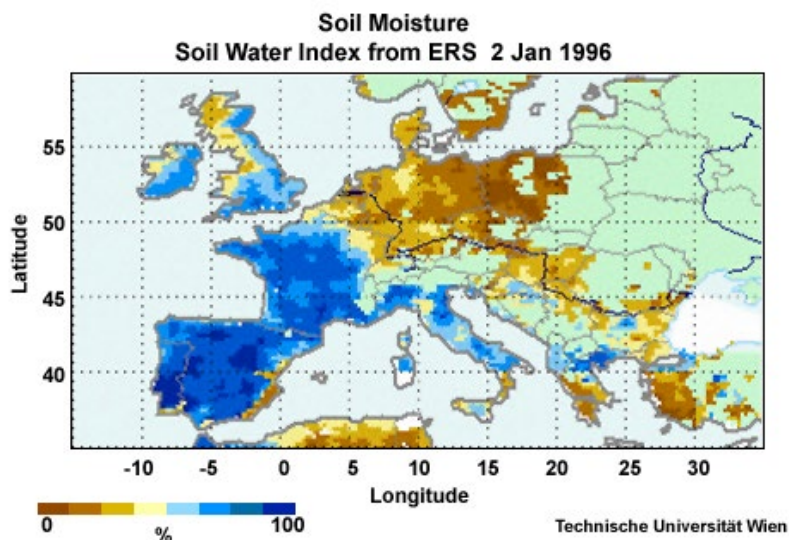 Soil Moisture
Soil Water Index from ERS 2 Jan 1996
Latitude
55
50
45
40
-10 -5 0 5 10 15 20 25 30
Longitude
0 100
%
Technische Universität Wien